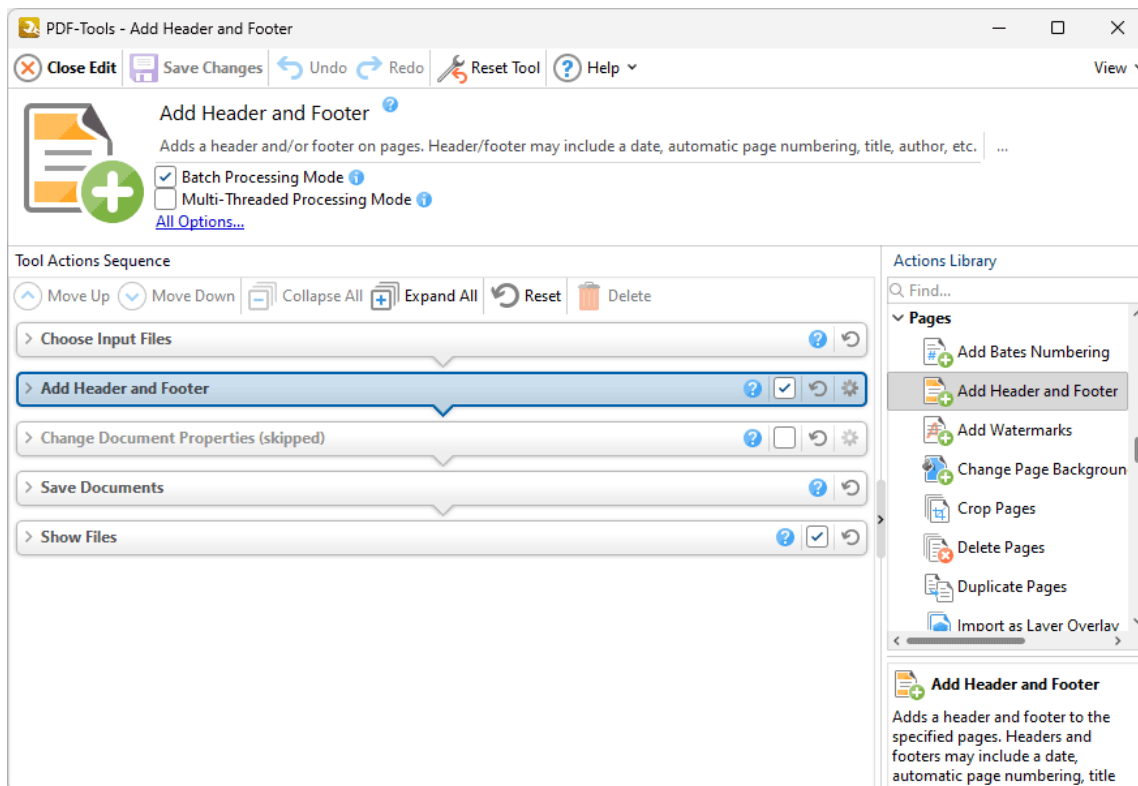 PDF-Tools - Add Header and Footer
Close Edit Save Changes Undo Redo Reset Tool ? Help View
Add Header and Footer ?
Adds a header and/or footer on pages. Header/footer may include a date, automatic page numbering, title, author, etc. ...
Batch Processing Mode i
Multi-Threaded Processing Mode i
All Options...
Tool Actions Sequence
Move Up Move Down Collapse All Expand All Reset Delete
Choose Input Files ?
Add Header and Footer ?
Change Document Properties (skipped) ?
Save Documents ?
Show Files ?
Actions Library
Find...
Pages
# Add Bates Numbering
Add Header and Footer
Add Watermarks
Change Page Backgroun
Crop Pages
Delete Pages
Duplicate Pages
Import as Layer Overlay
Add Header and Footer
Adds a header and footer to the
specified pages. Headers and
footers may include a date,
automatic page numbering, title